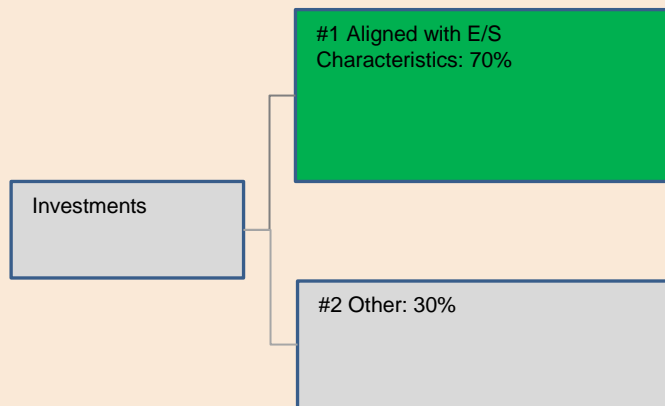 #1 Aligned with E/S
Characteristics: 70%
Investments
#2 Other: 30%